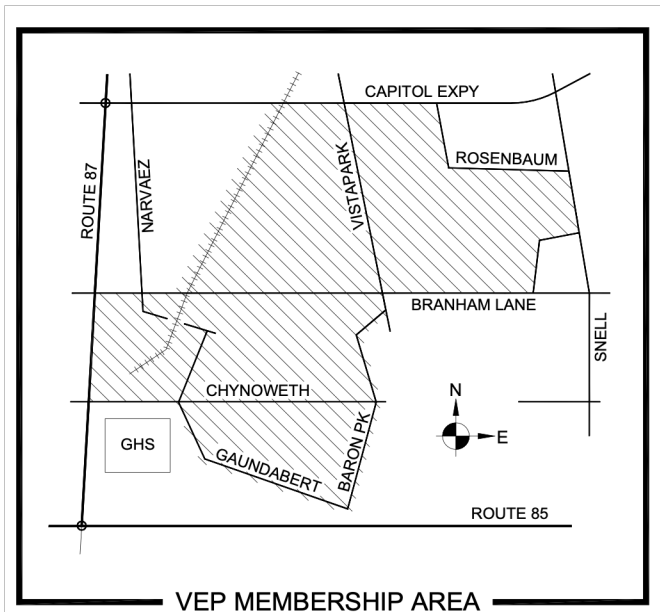 CAPITOL EXPY
ROSENBAUM
ROUTE 87
NARVAEZ
VISTAPARK
BRANHAM LANE
SNELL
CHYNOWETH
N
E
GHS
GAUNDABERT
BARON PK
ROUTE 85
VEP MEMBERSHIP AREA